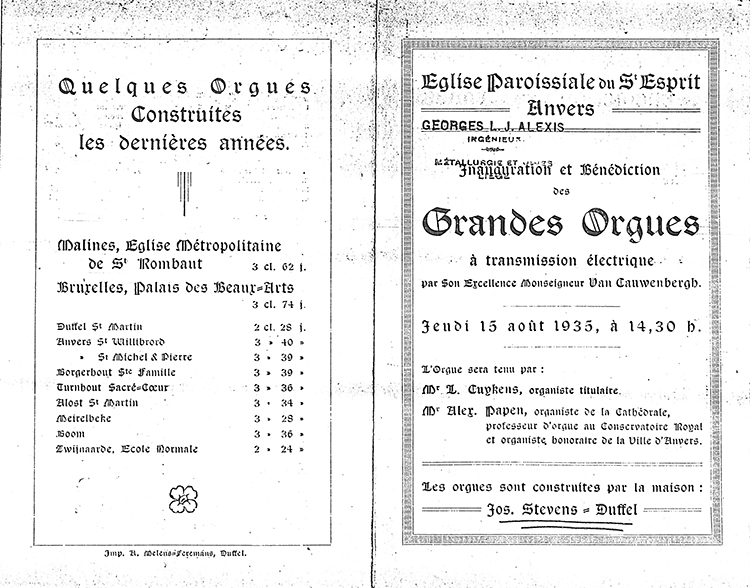 Quelques Orgues
Construites
les dernières années.
Malines, Eglise Métropolitaine
de St Rombaut 3 cl. 62 j.
Bruxelles, Palais des Beaux=Arts
3 cl. 74 j.
Duffel St Martin 2 cl. 28 j.
Anvers St Willibrord 3 » 40 »
» St Michel & Pierre 3 » 39 »
Borgerhout Ste Famille 3 » 39 »
Turnhout Sacré=Cœur 3 » 36 »
Alost St Martin 3 » 34 »
Meirelbeke 3 » 28 »
Boom 3 » 36 »
Zwijnaarde, Ecole Normale 2 » 24 »
Duffel.
Eglise Paroissiale du St Esprit
Anvers
GEORGES L. J. ALEXIS
INGÉNIEUR
MÉTALLURGIE ET
Inauguration et Bénédiction
des
Grandes Orgues
à transmission électrique
par Son Excellence Monseigneur Van Cauwenbergh.
Jeudi 15 août 1935, à 14,30 h.
L'Orgue sera tenu par :
Mr L. Cuykens, organiste titulaire.
Mr Alex. Papen, organiste de la Cathédrale,
professeur d'orgue au Conservatoire Royal
et organiste honoraire de la Ville d'Anvers.
Les orgues sont construites par la maison :
Jos. Stevens = Duffel